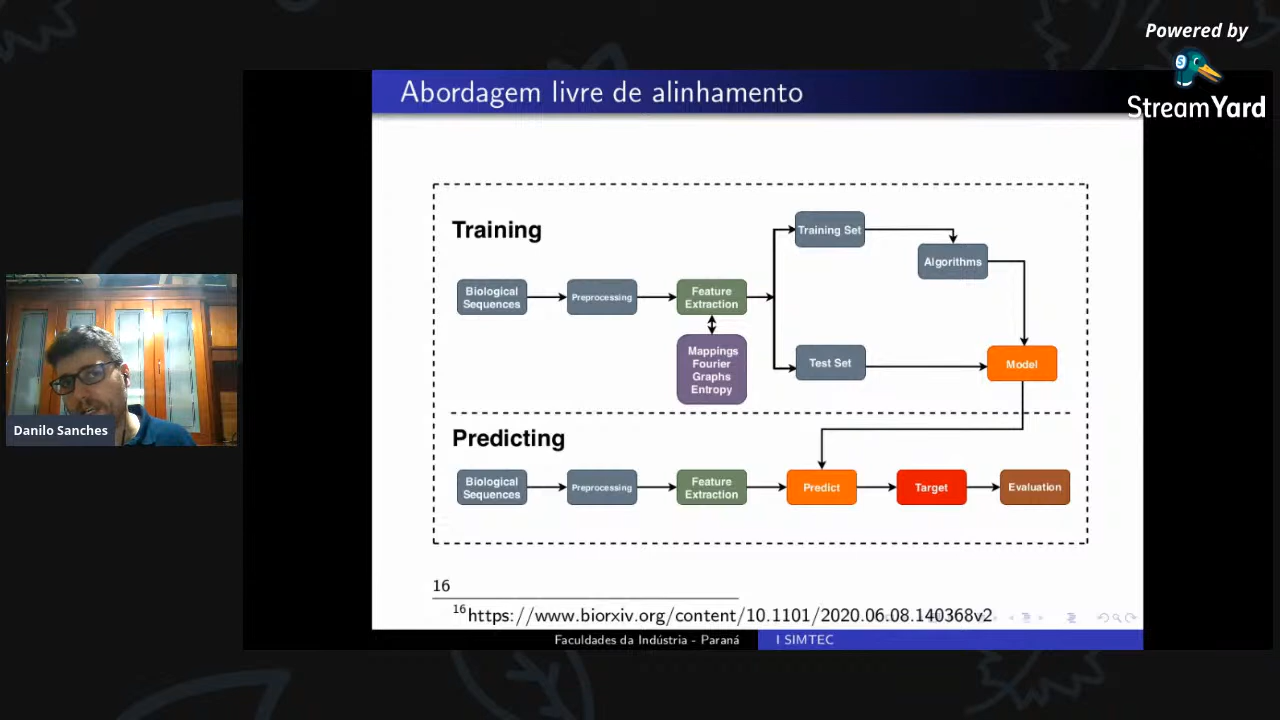 Powered by
StreamYard
Abordagem livre de alinhamento
Training
Training Set
Algorithms
Biological
Sequences
Preprocessing
Feature
Extraction
Mappings
Fourier
Graphs
Entropy
Test Set
Model
Predicting
Biological
Sequences
Preprocessing
Feature
Extraction
Predict
Target
Evaluation
Danilo Sanches
16
16https://www.biorxiv.org/content/10.1101/2020.06.08.140368v2
Faculdades da Indústria - Paraná
I SIMTEC